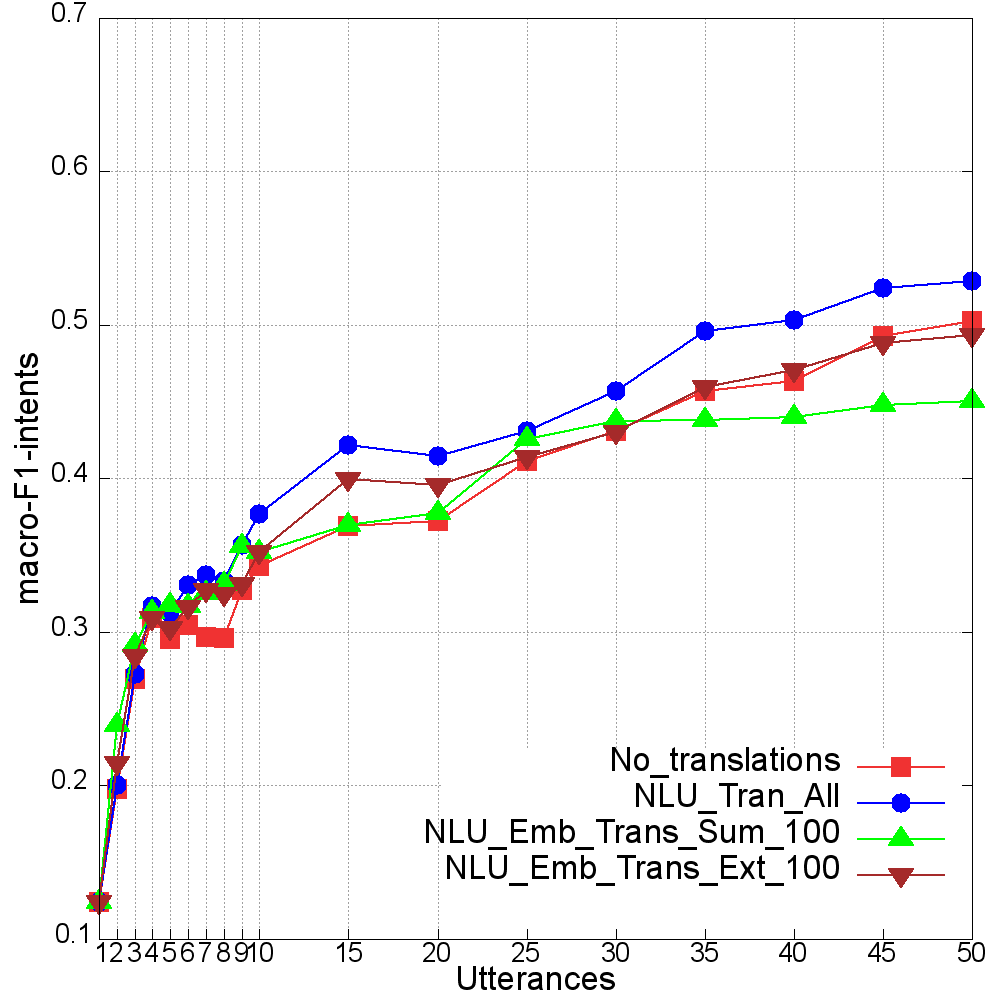 0.7
0.6
0.5
0.4
0.3
0.2
0.1
macro-F1-intents
No_translations
NLU_Tran_All
NLU_Emb_Trans_Sum_100
NLU_Emb_Trans_Ext_100
1 2 3 4 5 6 7 8 9 10 15 20 25 30 35 40 45 50
Utterances